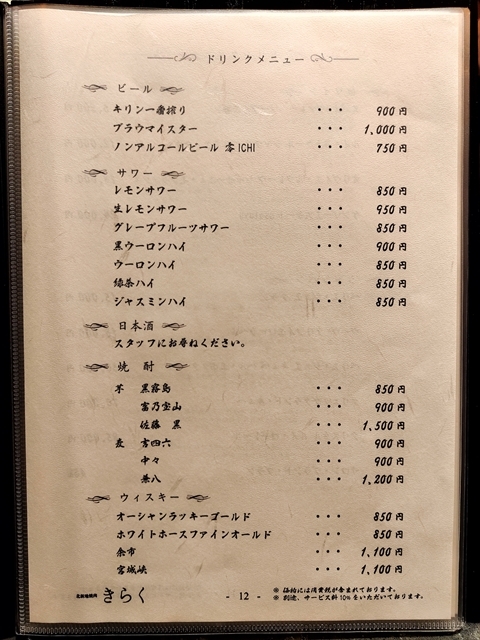 ドリンクメニュー
ビール
キリン一番搾り ・・・ 900円
ブラウマイスター ・・・ 1,000円
ノンアルコールビール 零ICHI ・・・ 750円
サワー
レモンサワー ・・・ 850円
生レモンサワー ・・・ 950円
グレープフルーツサワー ・・・ 850円
黒ウーロンハイ ・・・ 900円
ウーロンハイ ・・・ 850円
緑茶ハイ ・・・ 850円
ジャスミンハイ ・・・ 850円
日本酒
スタッフにお尋ねください。
焼 酎
芋 黒霧島 ・・・ 850円
富乃宝山 ・・・ 900円
佐藤 黒 ・・・ 1,500円
麦 吉四六 ・・・ 900円
中々 ・・・ 900円
兼八 ・・・ 1,200円
ウィスキー
オーシャンラッキーゴールド ・・・ 850円
ホワイトホースファインオールド ・・・ 850円
余市 ・・・ 1,100円
宮城峡 ・・・ 1,100円
北新地焼肉 きらく
- 12 -
※ 価格には消費税が含まれております。
※ 別途、サービス料10%をいただいております。